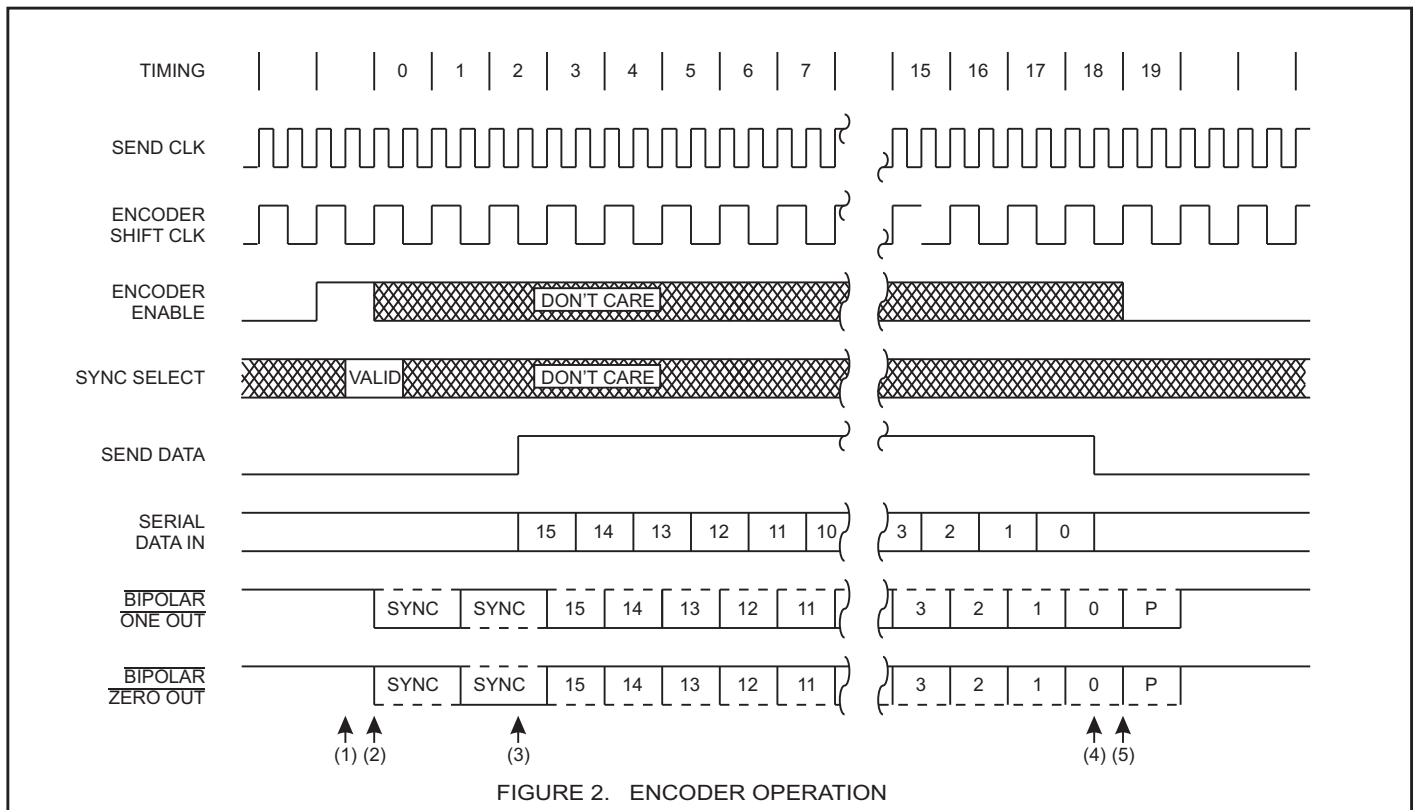 TIMING 0 1 2 3 4 5 6 7 15 16 17 18 19
SEND CLK
ENCODER
SHIFT CLK
ENCODER
ENABLE
DON'T CARE
SYNC SELECT VALID DON'T CARE
SEND DATA
SERIAL
DATA IN
15 14 13 12 11 10 3 2 1 0
BIPOLAR
ONE OUT
SYNC SYNC 15 14 13 12 11 3 2 1 0 P
BIPOLAR
ZERO OUT
SYNC SYNC 15 14 13 12 11 3 2 1 0 P
(1) (2) (3) (4) (5)
FIGURE 2. ENCODER OPERATION